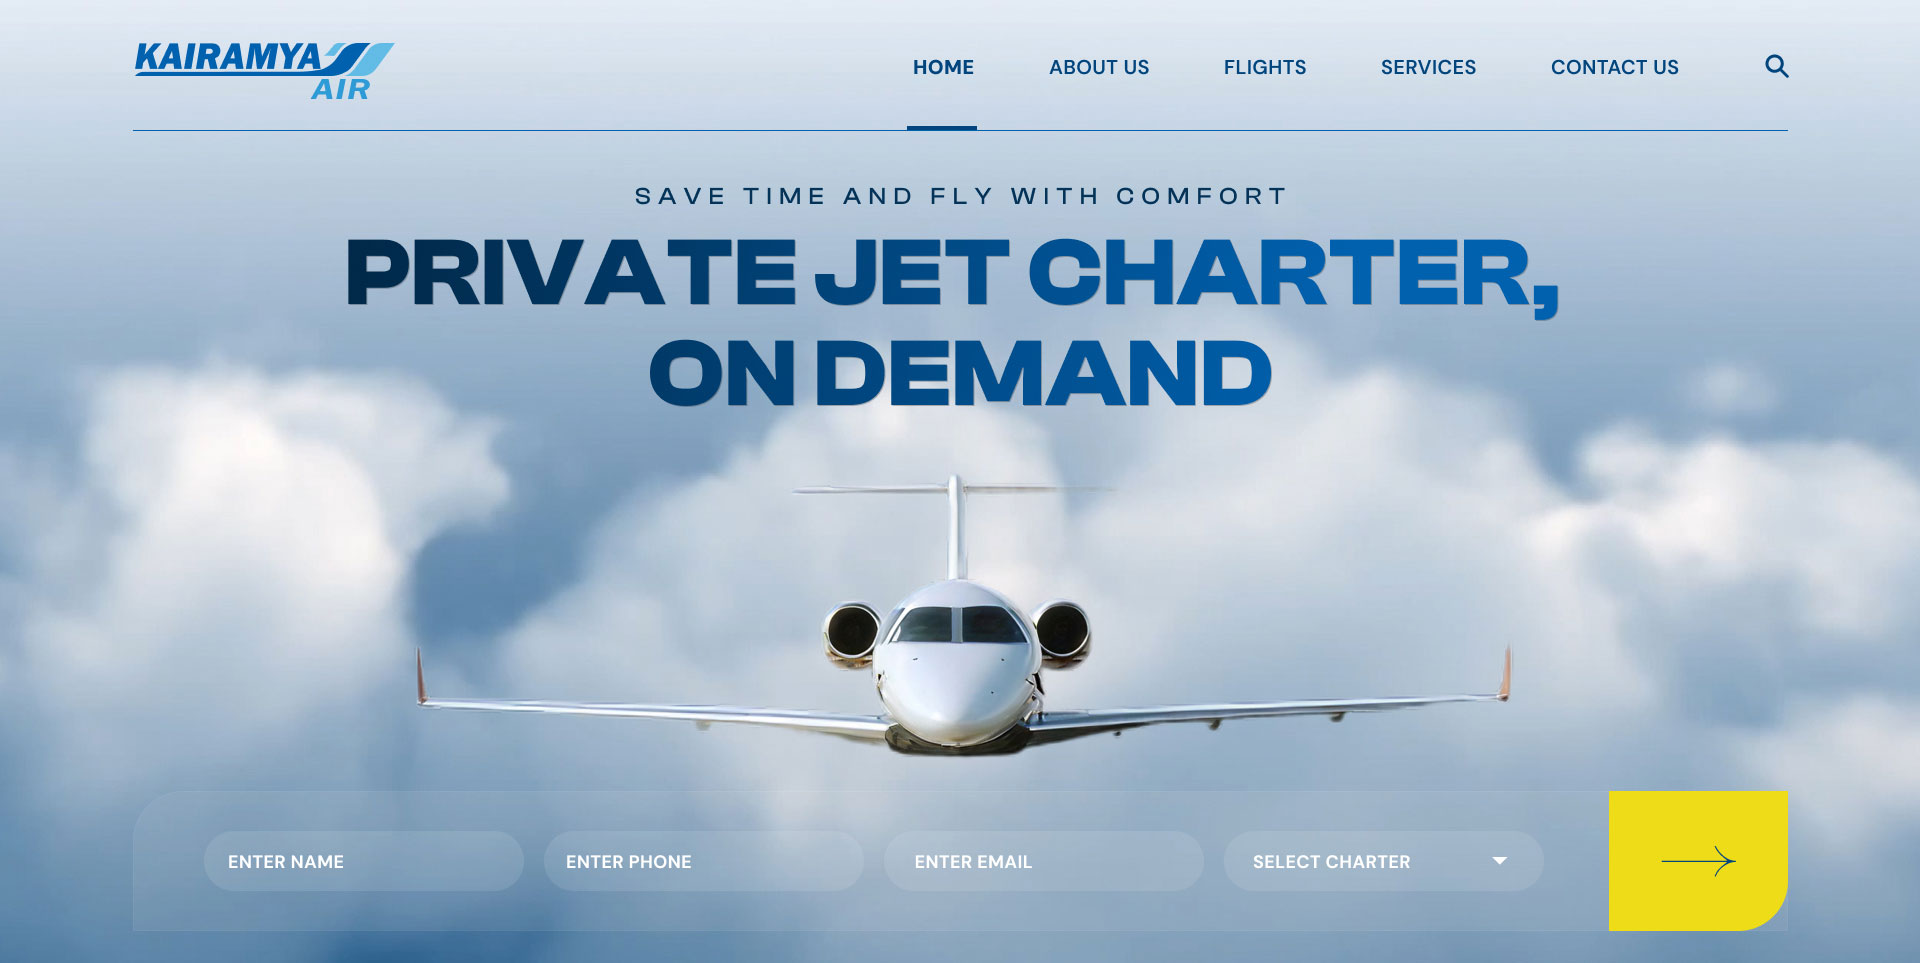 KAIRAMYA
AIR
HOME
ABOUT US
FLIGHTS
SERVICES
CONTACT US
SAVE TIME AND FLY WITH COMFORT
PRIVATE JET CHARTER,
ON DEMAND
ENTER NAME
ENTER PHONE
ENTER EMAIL
SELECT CHARTER